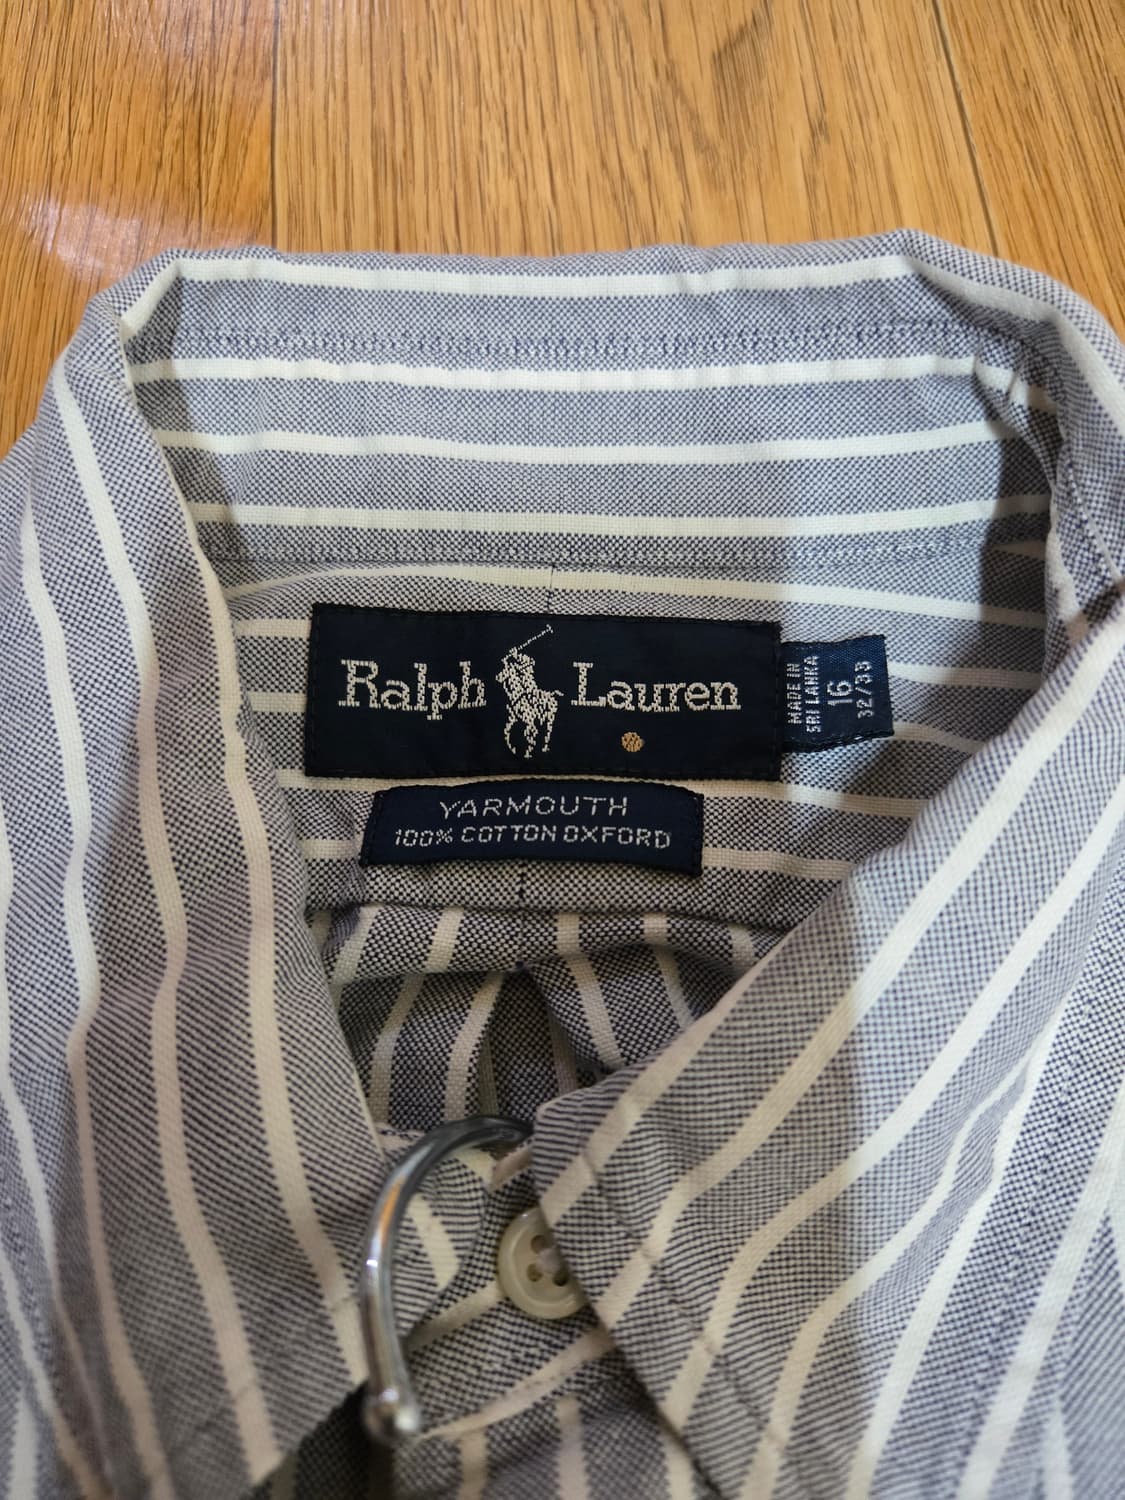 Ralph Lauren
MADE IN
SRI LANKA
16
32/33
YARMOUTH
100% COTTON OXFORD